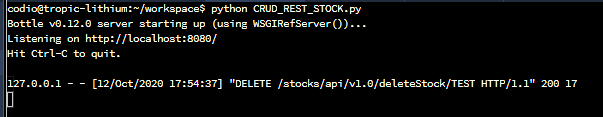 codio@tropic-lithium:~/workspace$ python CRUD_REST_STOCK.py
Bottle v0.12.0 server starting up (using WSGIRefServer())...
Listening on http://localhost:8080/
Hit Ctrl-C to quit.
127.0.0.1 - - [12/Oct/2020 17:54:37] "DELETE /stocks/api/v1.0/deleteStock/TEST HTTP/1.1" 200 17